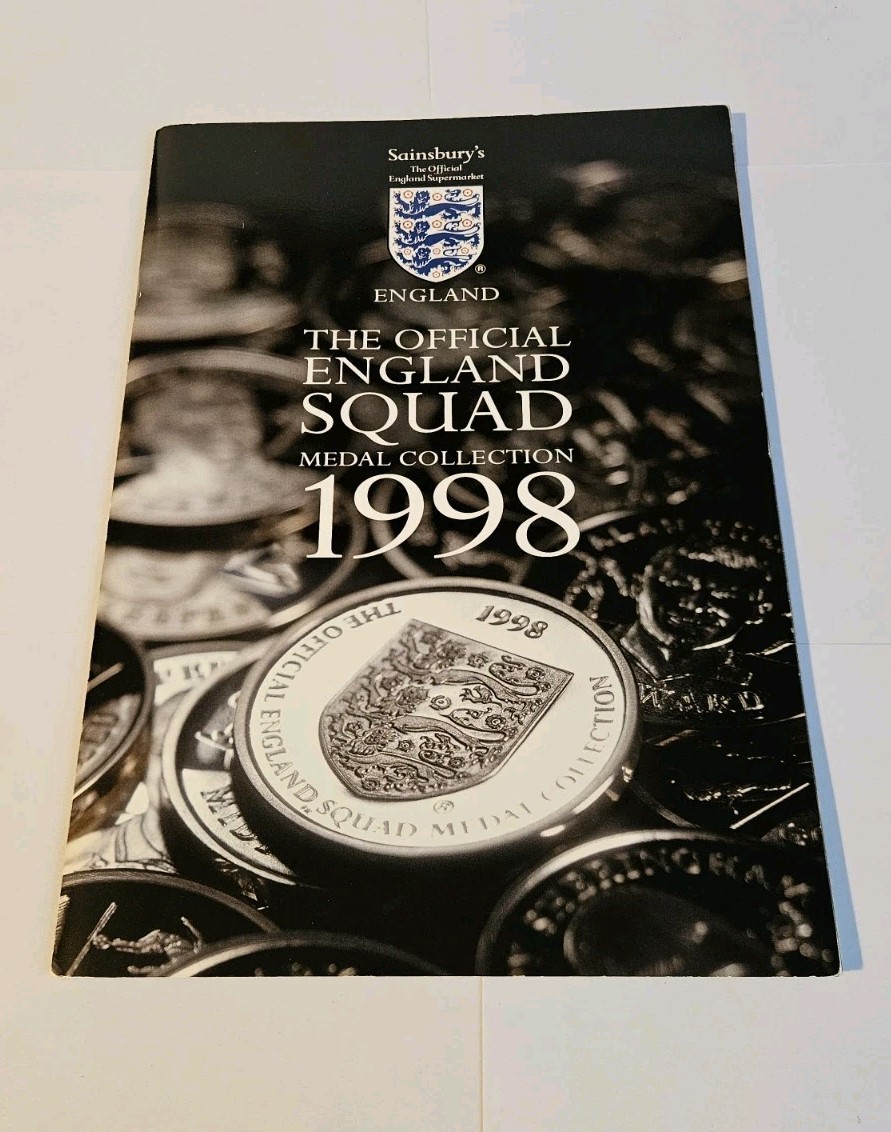 Sainsbury's
The Official
England Supermarket
®
ENGLAND
THE OFFICIAL
ENGLAND
SQUAD
MEDAL COLLECTION
1998
1998
THE OFFICIAL ENGLAND SQUAD MEDAL COLLECTION
SHERINGHAM